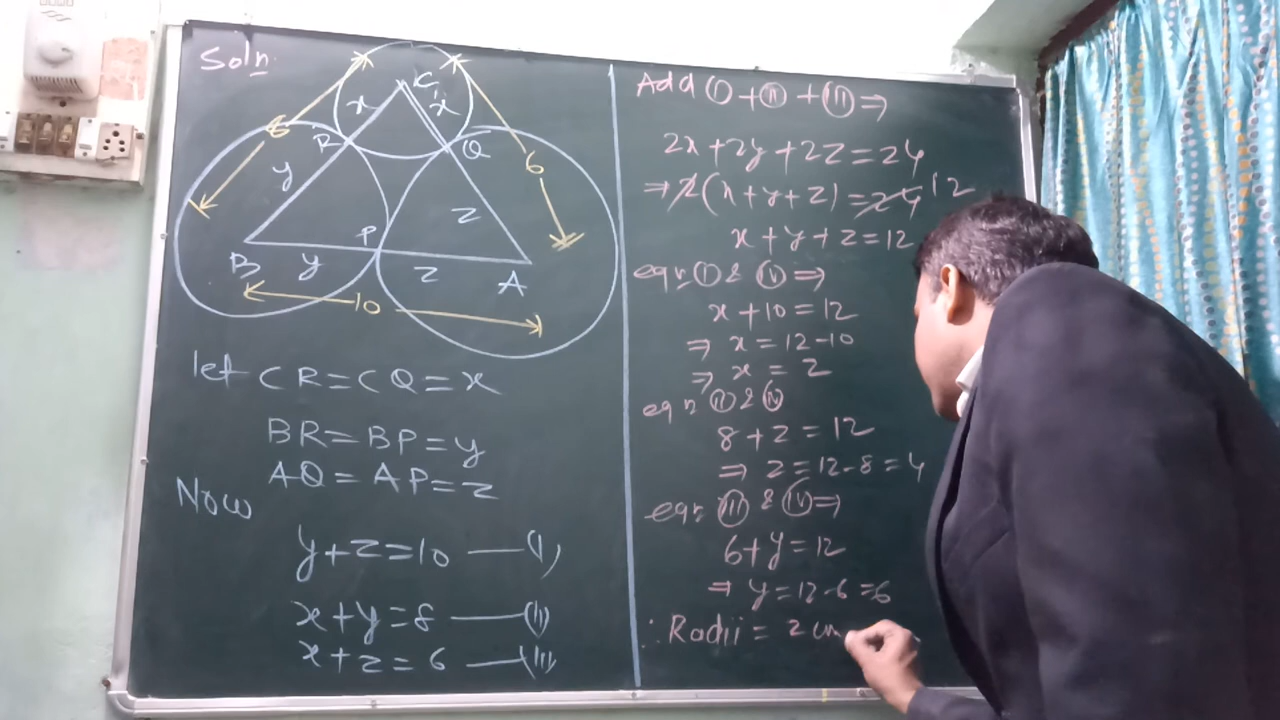 Soln.
C
x x
8
R Q
6
y
z
P
B y z A
10
let CR=CQ=x
BR=BP=y
AQ=AP=z
Now
y+z=10 —(I)
x+y=8 —(II)
x+z=6 —(III)
Add (I)+(II)+(III)⇒
2x+2y+2z=24
⇒2(x+y+z)=24 12
x+y+z=12
eqn (I) & (IV)⇒
x+10=12
⇒ x=12-10
⇒ x=2
eqn (II) & (IV)
8+z=12
⇒ z=12-8=4
eqn (III) & (IV)⇒
6+y=12
⇒ y=12-6=6
∴ Radii = 2 cm